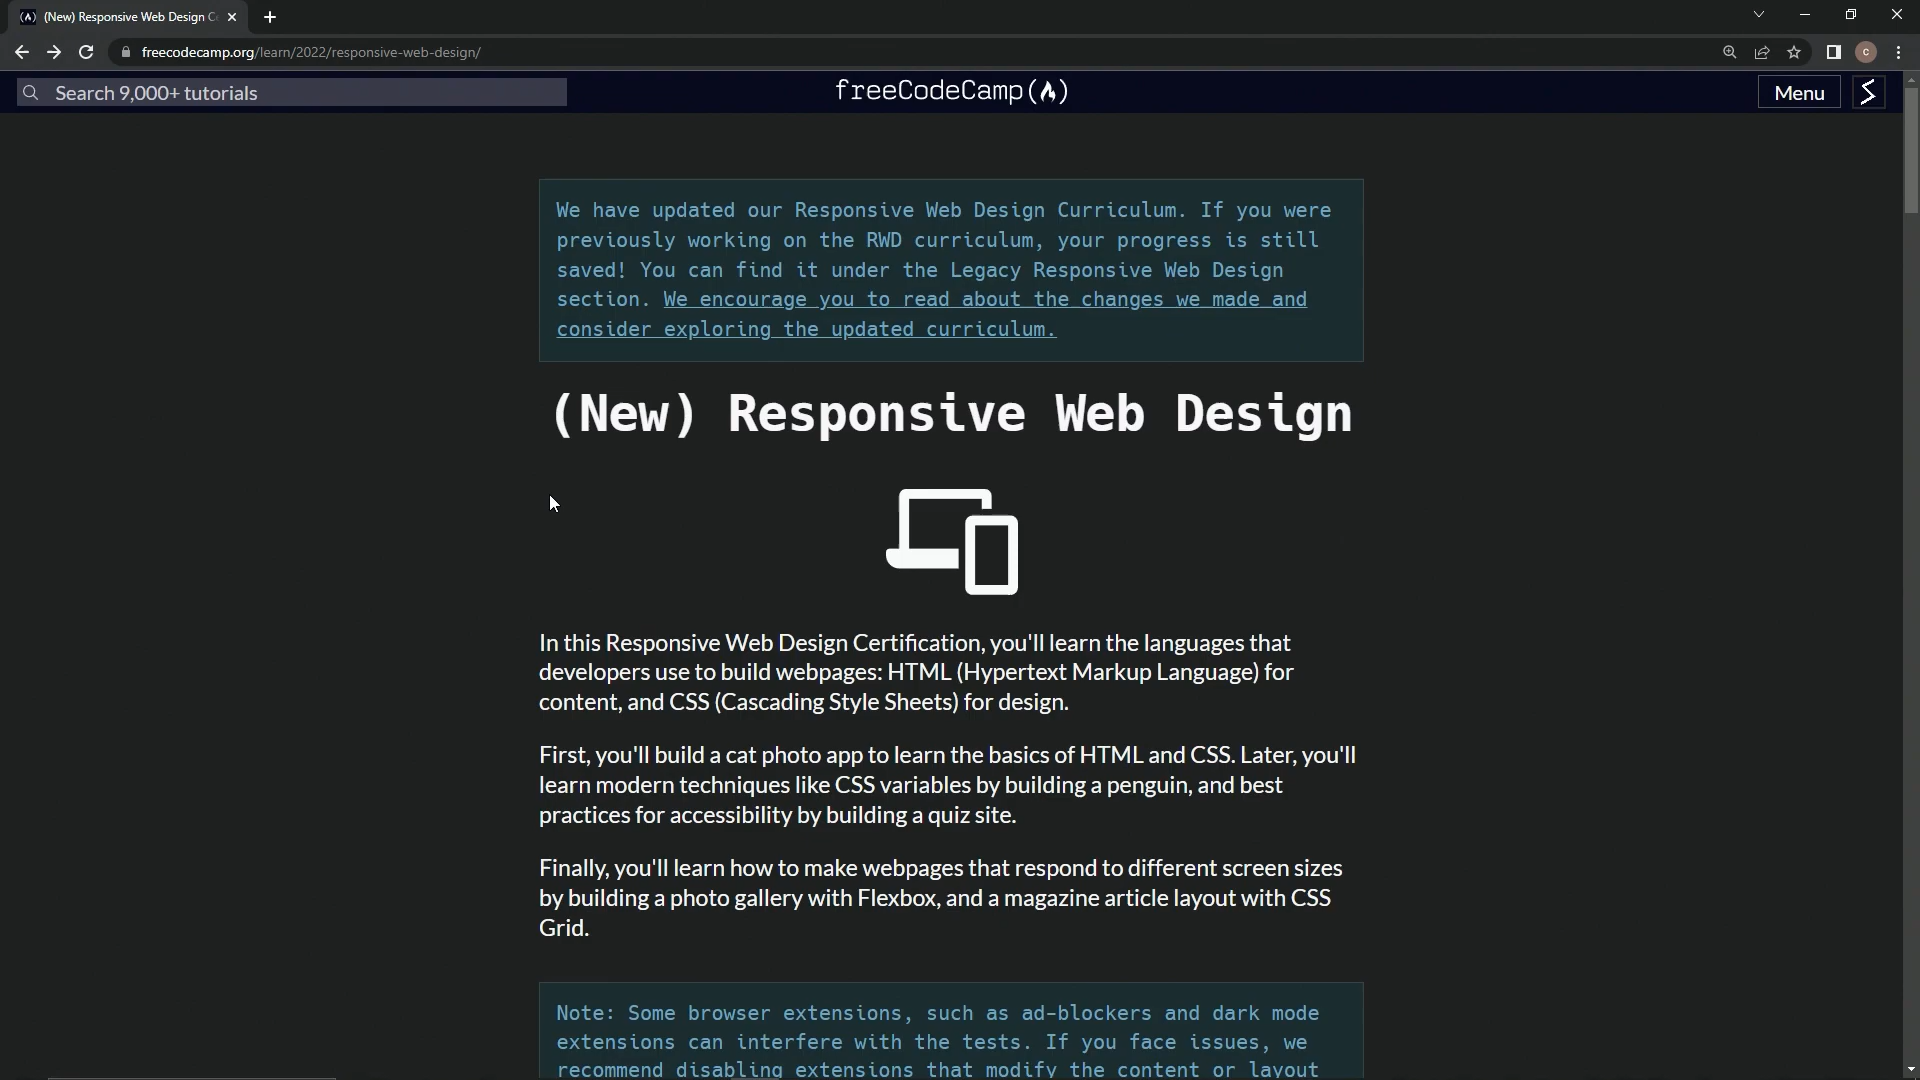 (New) Responsive Web Design C
freecodecamp.org/learn/2022/responsive-web-design/
C
Search 9,000+ tutorials
freeCodeCamp
Menu
We have updated our Responsive Web Design Curriculum. If you were
previously working on the RWD curriculum, your progress is still
saved! You can find it under the Legacy Responsive Web Design
section. We encourage you to read about the changes we made and
consider exploring the updated curriculum.
(New) Responsive Web Design
In this Responsive Web Design Certification, you'll learn the languages that
developers use to build webpages: HTML (Hypertext Markup Language) for
content, and CSS (Cascading Style Sheets) for design.
First, you'll build a cat photo app to learn the basics of HTML and CSS. Later, you'll
learn modern techniques like CSS variables by building a penguin, and best
practices for accessibility by building a quiz site.
Finally, you'll learn how to make webpages that respond to different screen sizes
by building a photo gallery with Flexbox, and a magazine article layout with CSS
Grid.
Note: Some browser extensions, such as ad-blockers and dark mode
extensions can interfere with the tests. If you face issues, we
recommend disabling extensions that modify the content or layout